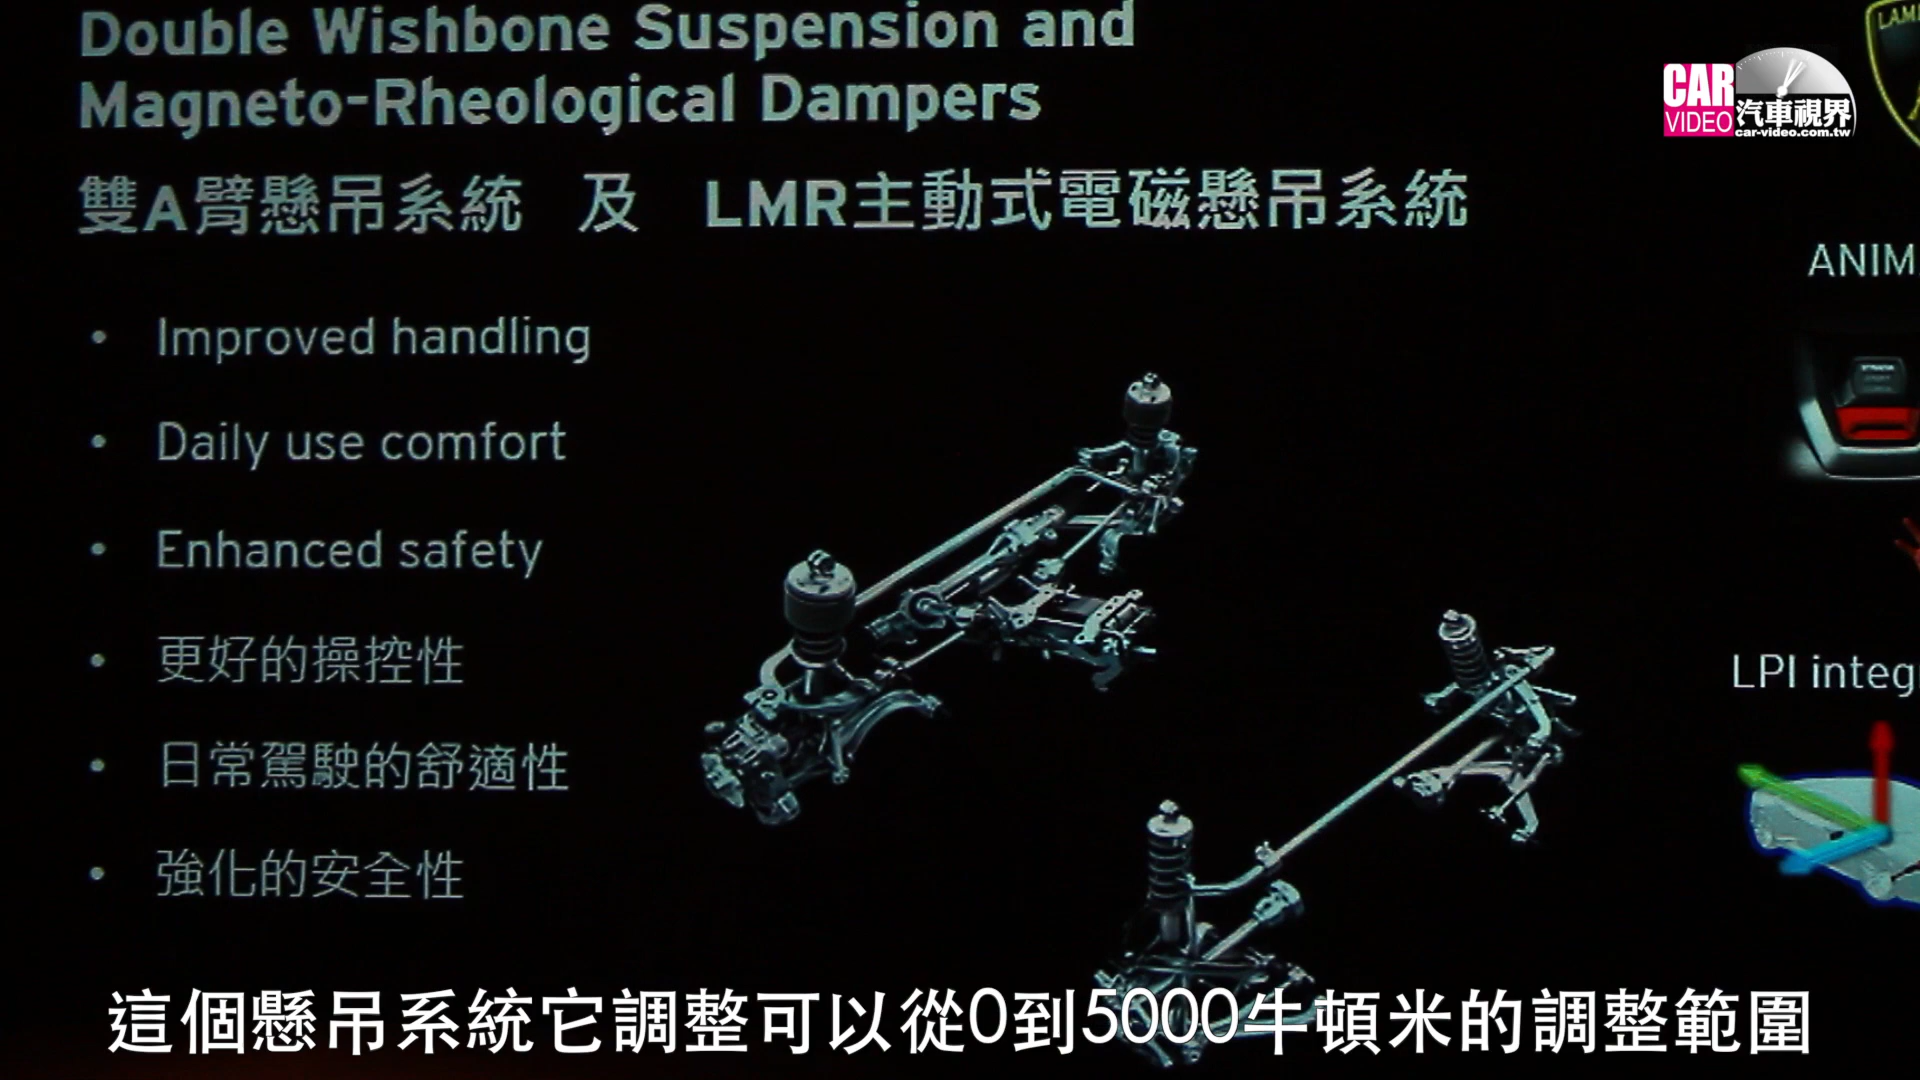 Double Wishbone Suspension and
Magneto-Rheological Dampers
雙A臂懸吊系統 及 LMR主動式電磁懸吊系統
• Improved handling
• Daily use comfort
• Enhanced safety
• 更好的操控性
• 日常駕駛的舒適性
• 強化的安全性
CAR
VIDEO
汽車視界
car-video.com.tw
LAM
ANIM
LPI integ
這個懸吊系統它調整可以從0到5000牛頓米的調整範圍